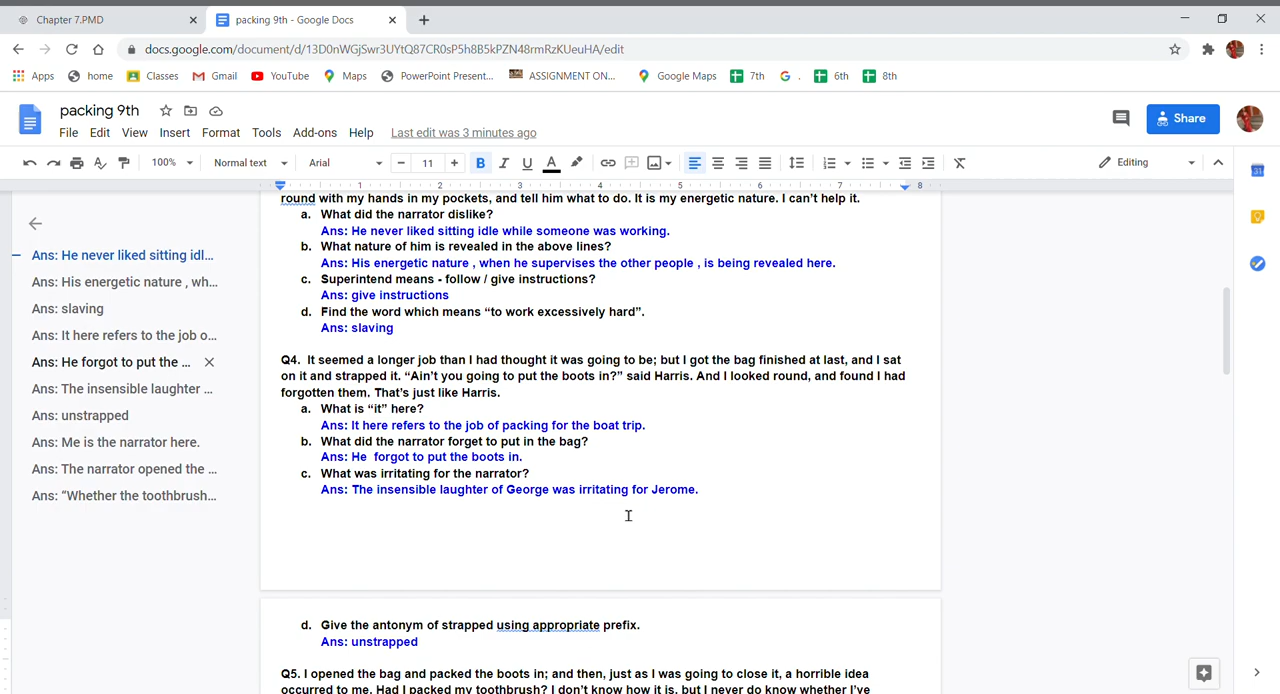 Chapter 7.PMD
packing 9th - Google Docs
docs.google.com/document/d/13D0nWGjSwr3UYtQ87CR0sP5h8B5kPZN48rmRzKUeuHA/edit
Apps home Classes Gmail YouTube Maps PowerPoint Present... ASSIGNMENT ON... Google Maps 7th G . 6th 8th
packing 9th
Share
File Edit View Insert Format Tools Add-ons Help Last edit was 3 minutes ago
100% Normal text Arial 11 B I U A Editing
1 2 3 4 5 6 7 8
31
Ans: He never liked sitting idl...
Ans: His energetic nature , wh...
Ans: slaving
Ans: It here refers to the job o...
Ans: He forgot to put the ...
Ans: The insensible laughter ...
Ans: unstrapped
Ans: Me is the narrator here.
Ans: The narrator opened the ...
Ans: “Whether the toothbrush...
round with my hands in my pockets, and tell him what to do. It is my energetic nature. I can’t help it.
a. What did the narrator dislike?
Ans: He never liked sitting idle while someone was working.
b. What nature of him is revealed in the above lines?
Ans: His energetic nature , when he supervises the other people , is being revealed here.
c. Superintend means - follow / give instructions?
Ans: give instructions
d. Find the word which means “to work excessively hard”.
Ans: slaving
Q4. It seemed a longer job than I had thought it was going to be; but I got the bag finished at last, and I sat
on it and strapped it. “Ain’t you going to put the boots in?” said Harris. And I looked round, and found I had
forgotten them. That’s just like Harris.
a. What is “it” here?
Ans: It here refers to the job of packing for the boat trip.
b. What did the narrator forget to put in the bag?
Ans: He  forgot to put the boots in.
c. What was irritating for the narrator?
Ans: The insensible laughter of George was irritating for Jerome.
d. Give the antonym of strapped using appropriate prefix.
Ans: unstrapped
Q5. I opened the bag and packed the boots in; and then, just as I was going to close it, a horrible idea
occurred to me. Had I packed my toothbrush? I don’t know how it is, but I never do know whether I’ve